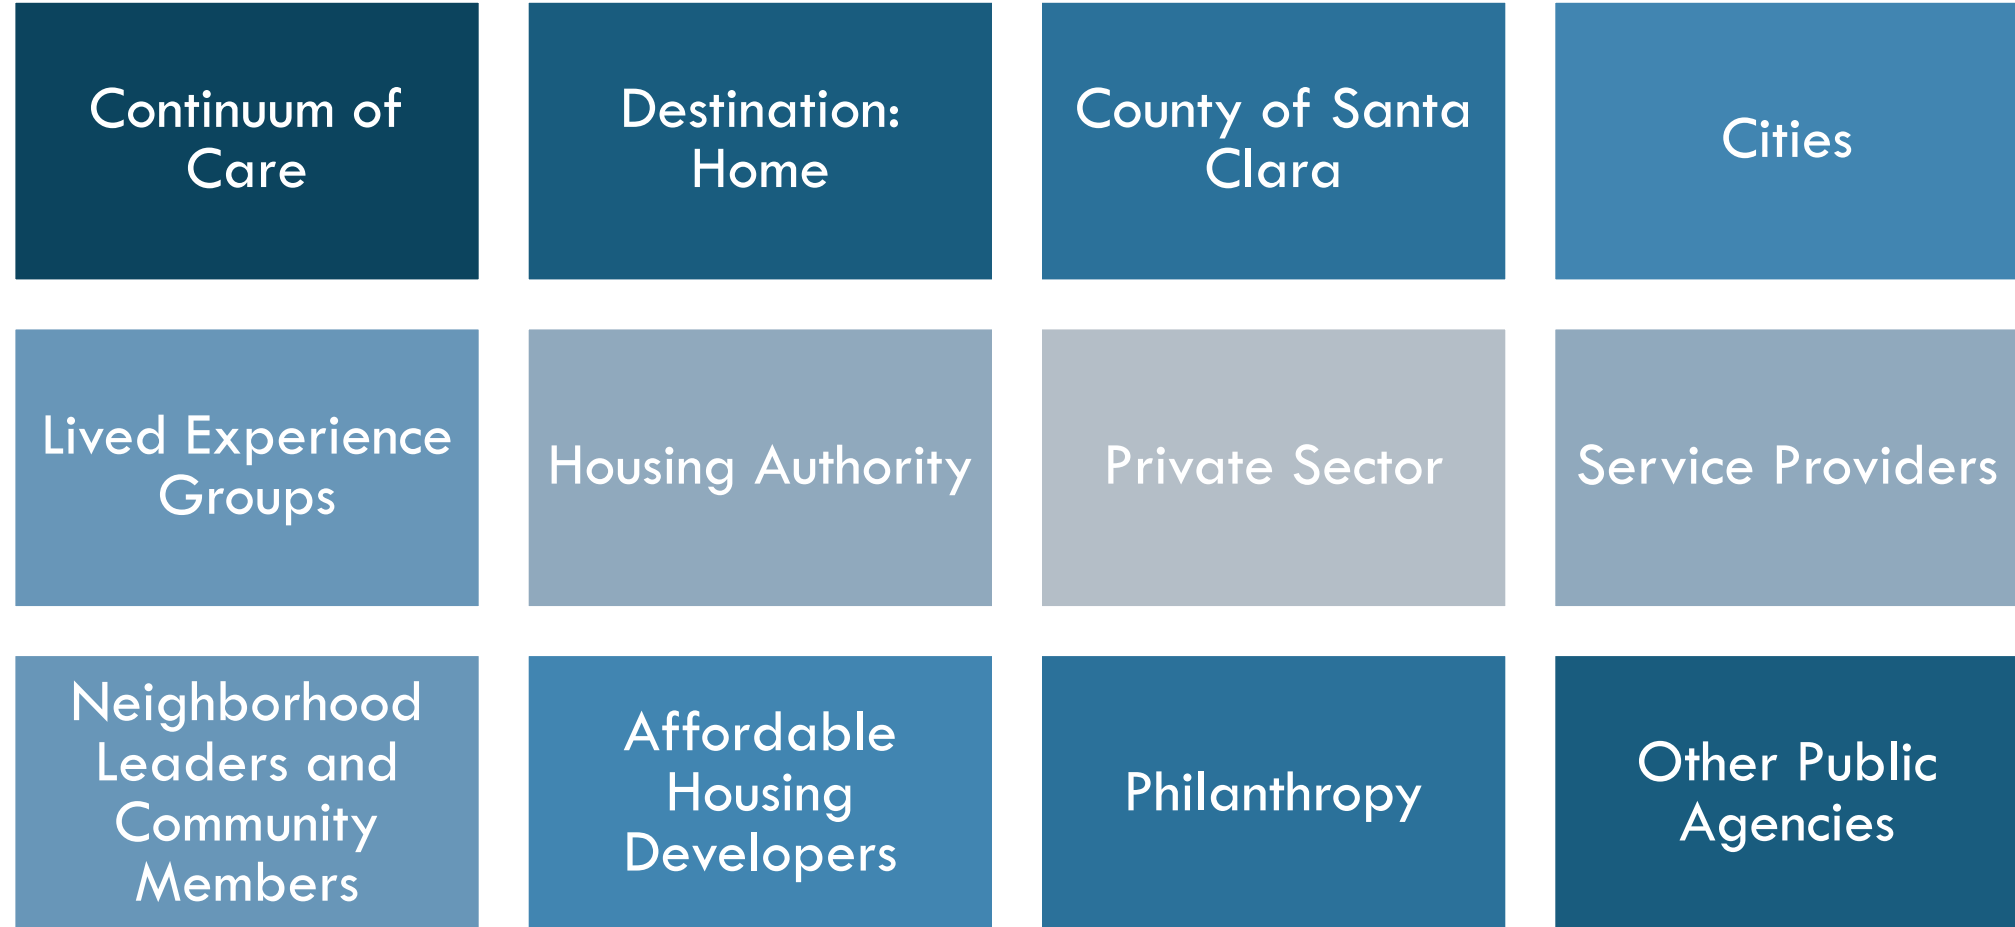 Continuum of
Care
Destination:
Home
County of Santa
Clara
Cities
Lived Experience
Groups
Housing Authority
Private Sector
Service Providers
Neighborhood
Leaders and
Community
Members
Affordable
Housing
Developers
Philanthropy
Other Public
Agencies